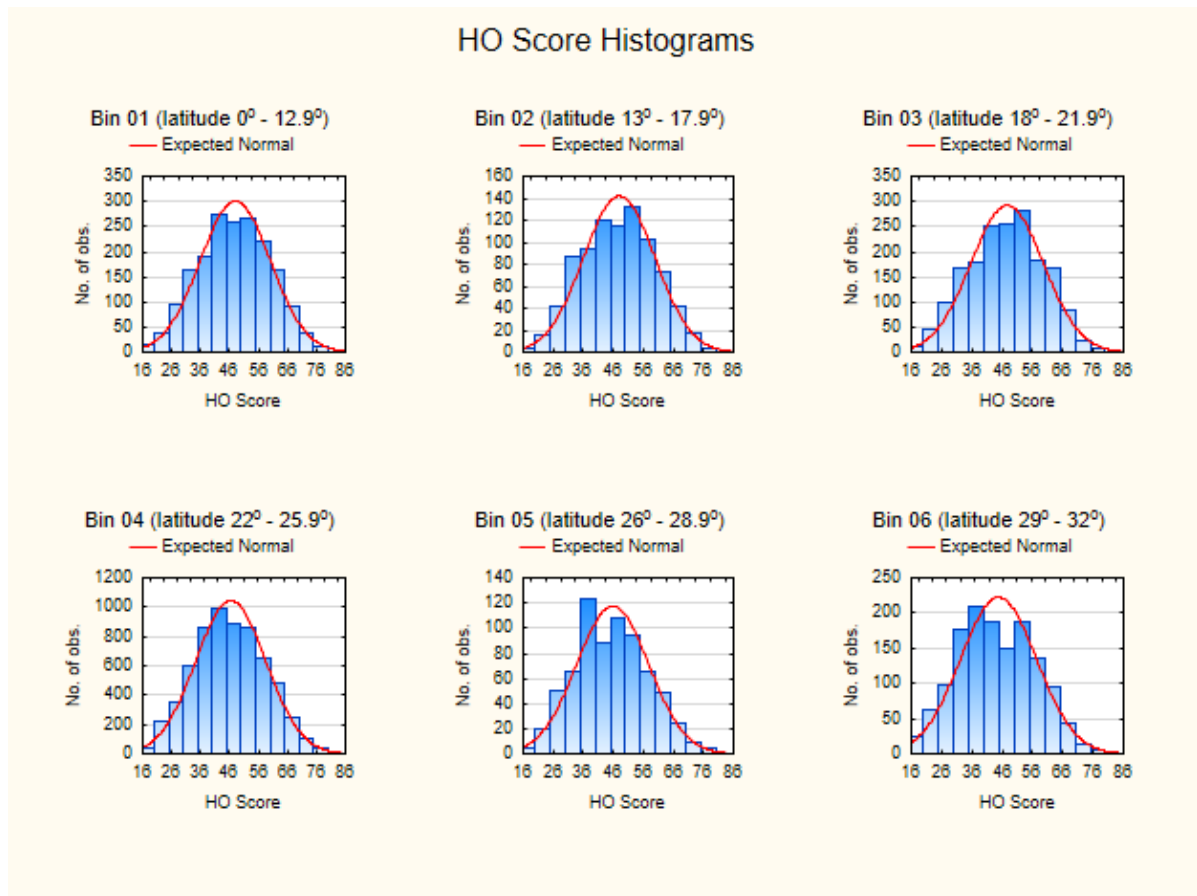 HO Score Histograms
Bin 01 (latitude 0⁰ - 12.9⁰)
Expected Normal
350
300
250
200
150
100
50
0
No. of obs.
16 26 36 46 56 66 76 86
HO Score
Bin 02 (latitude 13⁰ - 17.9⁰)
Expected Normal
160
140
120
100
80
60
40
20
0
No. of obs.
16 26 36 46 56 66 76 86
HO Score
Bin 03 (latitude 18⁰ - 21.9⁰)
Expected Normal
350
300
250
200
150
100
50
0
No. of obs.
16 26 36 46 56 66 76 86
HO Score
Bin 04 (latitude 22⁰ - 25.9⁰)
Expected Normal
1200
1000
800
600
400
200
0
No. of obs.
16 26 36 46 56 66 76 86
HO Score
Bin 05 (latitude 26⁰ - 28.9⁰)
Expected Normal
140
120
100
80
60
40
20
0
No. of obs.
16 26 36 46 56 66 76 86
HO Score
Bin 06 (latitude 29⁰ - 32⁰)
Expected Normal
250
200
150
100
50
0
No. of obs.
16 26 36 46 56 66 76 86
HO Score